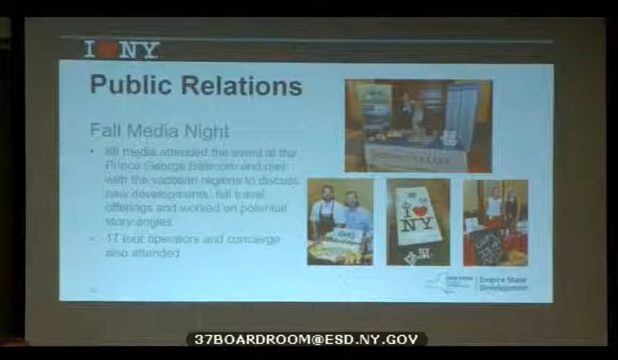 I ❤ NY
Public Relations
Fall Media Night
• 88 media attended the event at the
Prince George Ballroom and met
with the vacation regions to discuss
new developments, fall travel
offerings and worked on potential
story angles.
• 17 tour operators and concierge
also attended
I ❤
NY
Empire State
Development
37BOARDROOM@ESD.NY.GOV